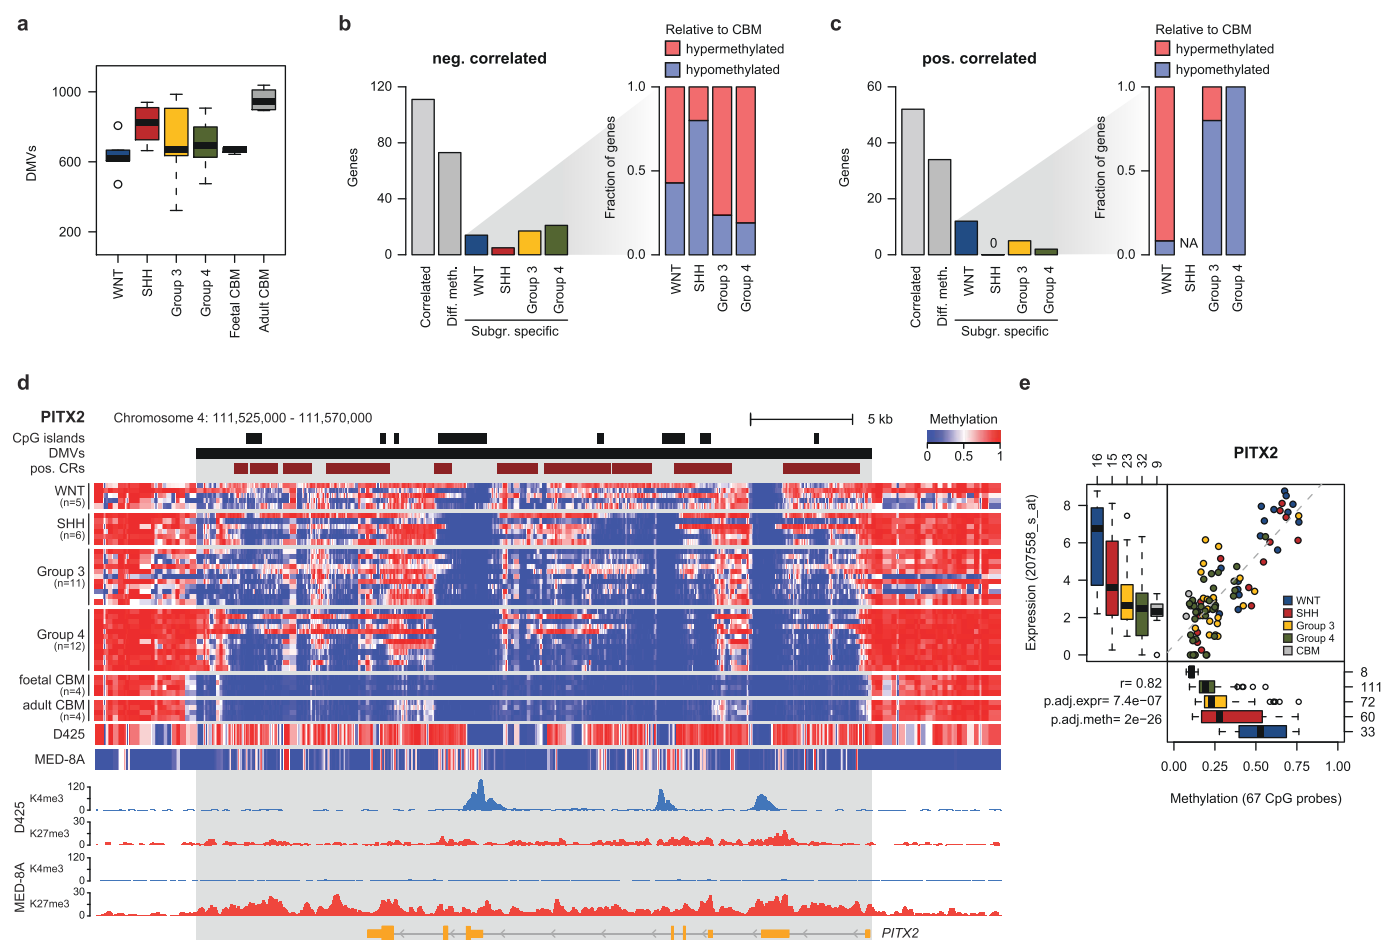 a
DMVs
1000
600
200
WNT
SHH
Group 3
Group 4
Foetal CBM
Adult CBM
b
neg. correlated
Genes
120
80
40
0
Correlated
Diff. meth.
WNT
SHH
Group 3
Group 4
Subgr. specific
Relative to CBM
hypermethylated
hypomethylated
Fraction of genes
1.0
0.5
0.0
WNT
SHH
Group 3
Group 4
c
pos. correlated
Genes
60
40
20
0
0
Correlated
Diff. meth.
WNT
SHH
Group 3
Group 4
Subgr. specific
Relative to CBM
hypermethylated
hypomethylated
Fraction of genes
1.0
0.5
0.0
NA
WNT
SHH
Group 3
Group 4
d
PITX2
Chromosome 4: 111,525,000 - 111,570,000
5 kb
Methylation
0
0.5
1
CpG islands
DMVs
pos. CRs
WNT
(n=5)
SHH
(n=6)
Group 3
(n=11)
Group 4
(n=12)
foetal CBM
(n=4)
adult CBM
(n=4)
D425
MED-8A
D425
K4me3
120
0
K27me3
30
0
MED-8A
K4me3
120
0
K27me3
30
0
PITX2
e
PITX2
16
15
23
32
9
Expression (207558_s_at)
8
6
4
2
0
WNT
SHH
Group 3
Group 4
CBM
r= 0.82
p.adj.expr= 7.4e−07
p.adj.meth= 2e−26
8
111
72
60
33
0.00
0.25
0.50
0.75
1.00
Methylation (67 CpG probes)